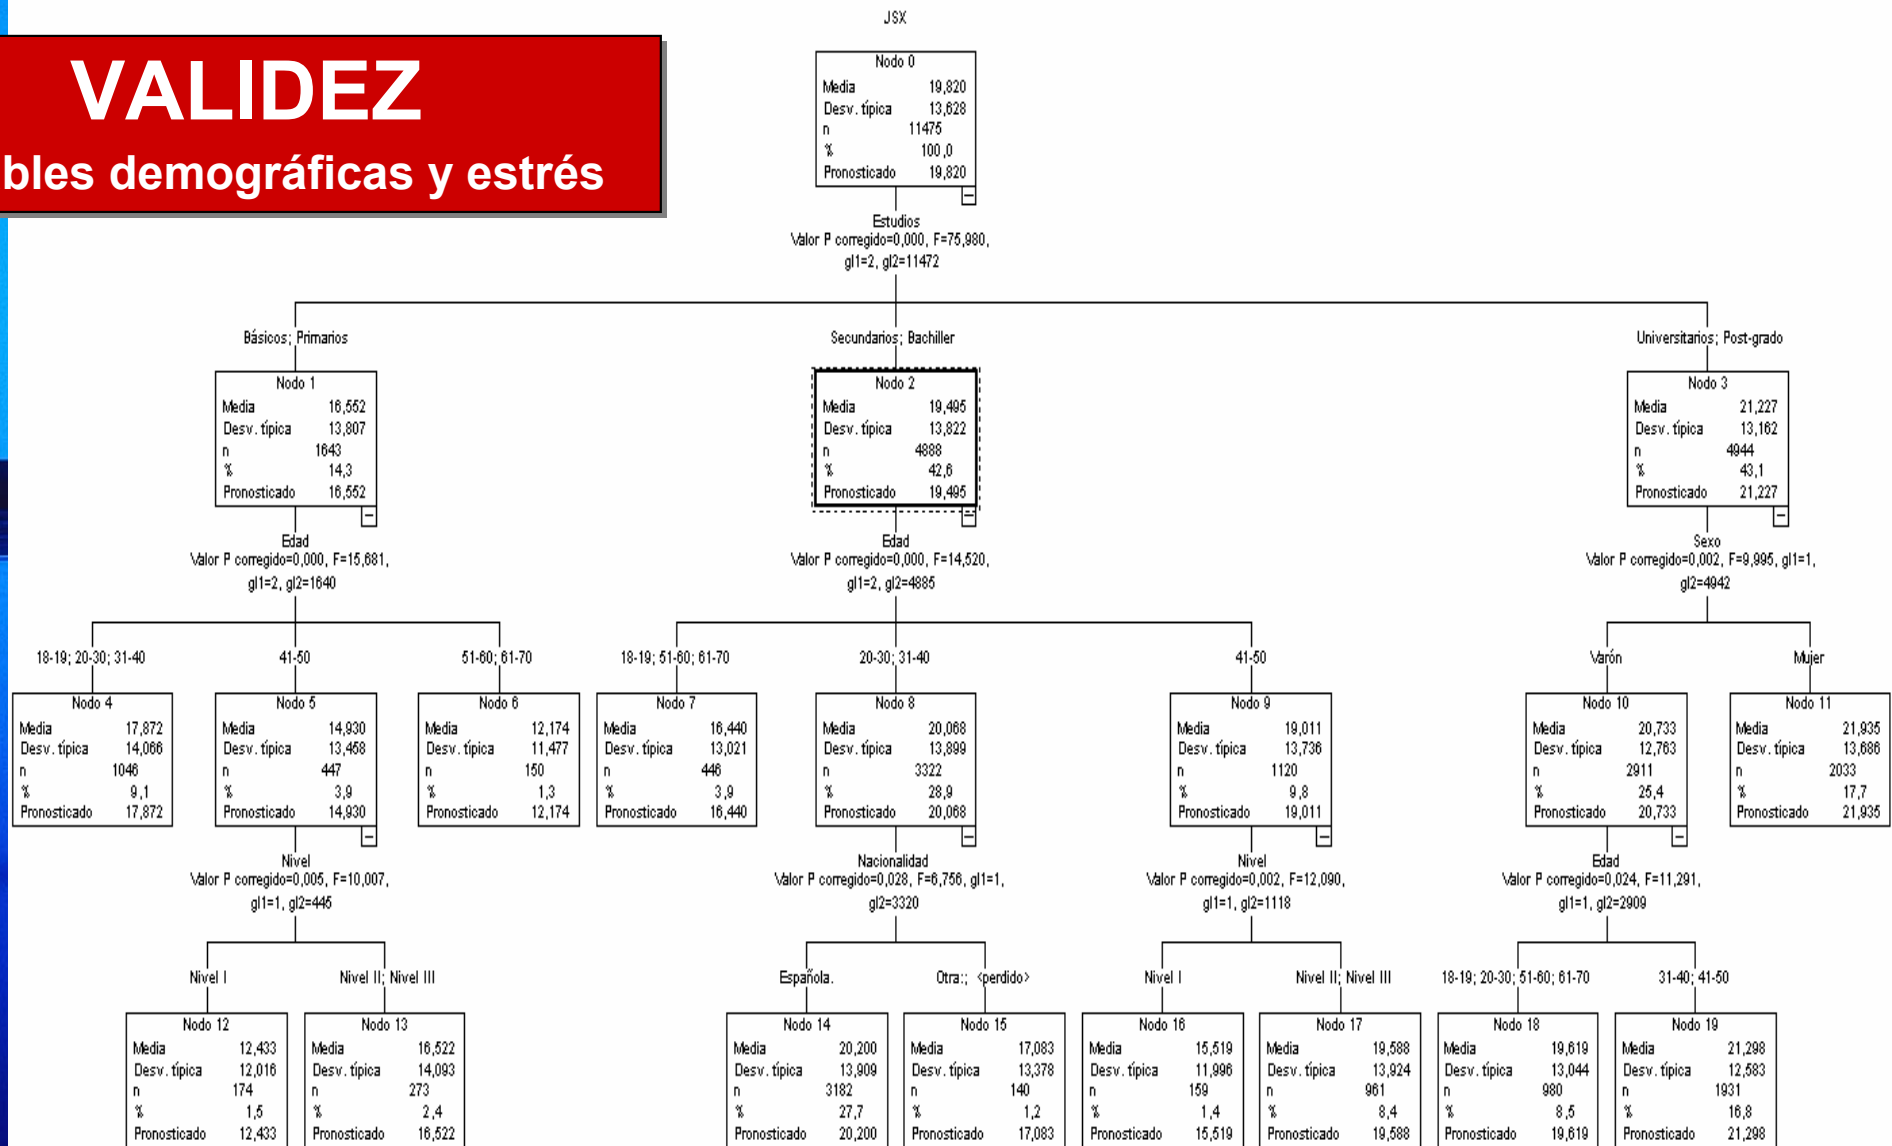 JSX
VALIDEZ
bles demográficas y estrés
Nodo 0
Media 19,820
Desv. típica 13,628
n 11475
% 100,0
Pronosticado 19,820
Estudios
Valor P corregido=0,000, F=75,980,
gl1=2, gl2=11472
Básicos; Primarios
Secundarios; Bachiller
Universitarios; Post-grado
Nodo 1
Media 16,552
Desv. típica 13,807
n 1643
% 14,3
Pronosticado 16,552
Nodo 2
Media 19,495
Desv. típica 13,822
n 4888
% 42,6
Pronosticado 19,495
Nodo 3
Media 21,227
Desv. típica 13,162
n 4944
% 43,1
Pronosticado 21,227
Edad
Valor P corregido=0,000, F=15,681,
gl1=2, gl2=1640
Edad
Valor P corregido=0,000, F=14,520,
gl1=2, gl2=4885
Sexo
Valor P corregido=0,002, F=9,995, gl1=1,
gl2=4942
18-19; 20-30; 31-40
41-50
51-60; 61-70
18-19; 51-60; 61-70
20-30; 31-40
41-50
Varón
Mujer
Nodo 4
Media 17,872
Desv. típica 14,066
n 1046
% 9,1
Pronosticado 17,872
Nodo 5
Media 14,930
Desv. típica 13,458
n 447
% 3,9
Pronosticado 14,930
Nodo 6
Media 12,174
Desv. típica 11,477
n 150
% 1,3
Pronosticado 12,174
Nodo 7
Media 16,440
Desv. típica 13,021
n 446
% 3,9
Pronosticado 16,440
Nodo 8
Media 20,068
Desv. típica 13,899
n 3322
% 28,9
Pronosticado 20,068
Nodo 9
Media 19,011
Desv. típica 13,736
n 1120
% 9,8
Pronosticado 19,011
Nodo 10
Media 20,733
Desv. típica 12,763
n 2911
% 25,4
Pronosticado 20,733
Nodo 11
Media 21,935
Desv. típica 13,686
n 2033
% 17,7
Pronosticado 21,935
Nivel
Valor P corregido=0,005, F=10,007,
gl1=1, gl2=445
Nacionalidad
Valor P corregido=0,028, F=6,756, gl1=1,
gl2=3320
Nivel
Valor P corregido=0,002, F=12,090,
gl1=1, gl2=1118
Edad
Valor P corregido=0,024, F=11,291,
gl1=1, gl2=2909
Nivel I
Nivel II; Nivel III
Española.
Otra:; <perdido>
Nivel I
Nivel II; Nivel III
18-19; 20-30; 51-60; 61-70
31-40; 41-50
Nodo 12
Media 12,433
Desv. típica 12,016
n 174
% 1,5
Pronosticado 12,433
Nodo 13
Media 16,522
Desv. típica 14,093
n 273
% 2,4
Pronosticado 16,522
Nodo 14
Media 20,200
Desv. típica 13,909
n 3182
% 27,7
Pronosticado 20,200
Nodo 15
Media 17,083
Desv. típica 13,378
n 140
% 1,2
Pronosticado 17,083
Nodo 16
Media 15,519
Desv. típica 11,996
n 159
% 1,4
Pronosticado 15,519
Nodo 17
Media 19,588
Desv. típica 13,924
n 961
% 8,4
Pronosticado 19,588
Nodo 18
Media 19,619
Desv. típica 13,044
n 980
% 8,5
Pronosticado 19,619
Nodo 19
Media 21,298
Desv. típica 12,583
n 1931
% 16,8
Pronosticado 21,298